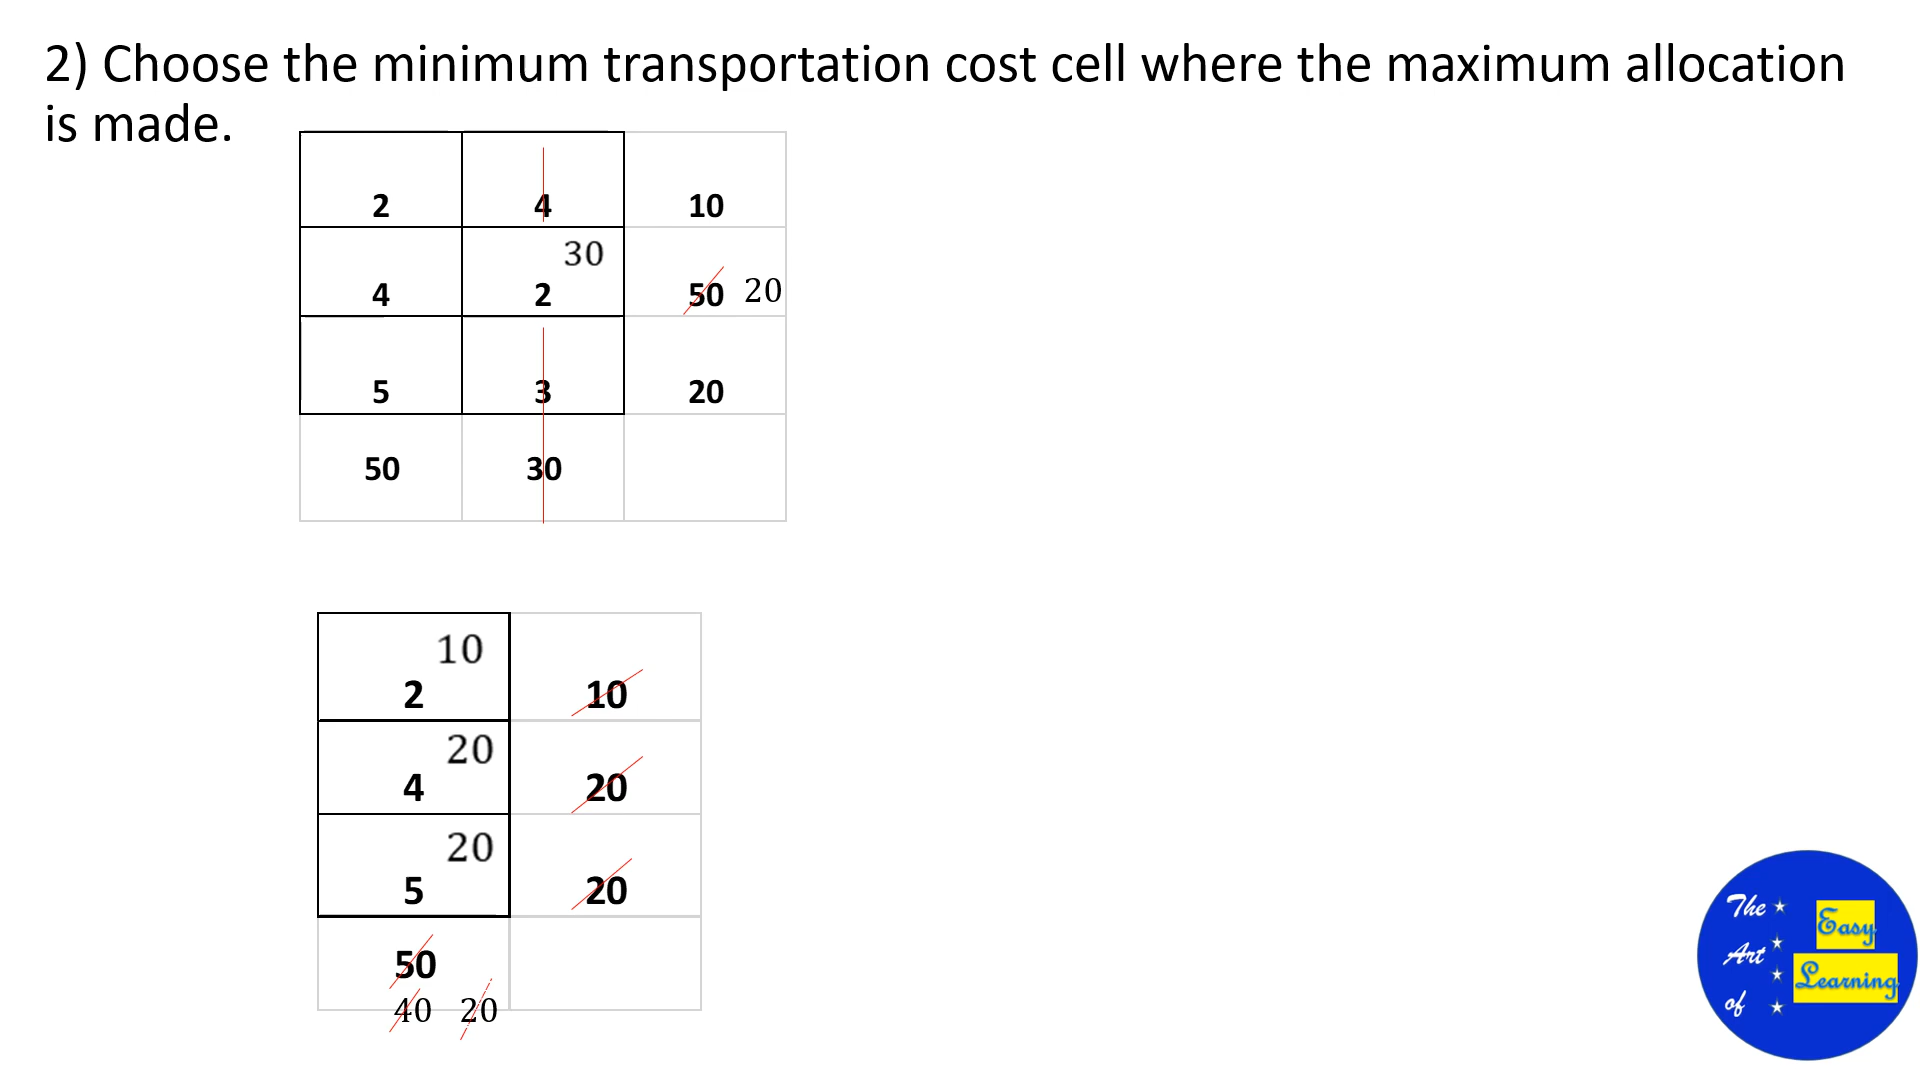 2) Choose the minimum transportation cost cell where the maximum allocation
is made.
2 4 10
30
4 2 50 20
5 3 20
50 30
10
2 10
20
4 20
20
5 20
50
40 20
The Easy
Art Learning
of